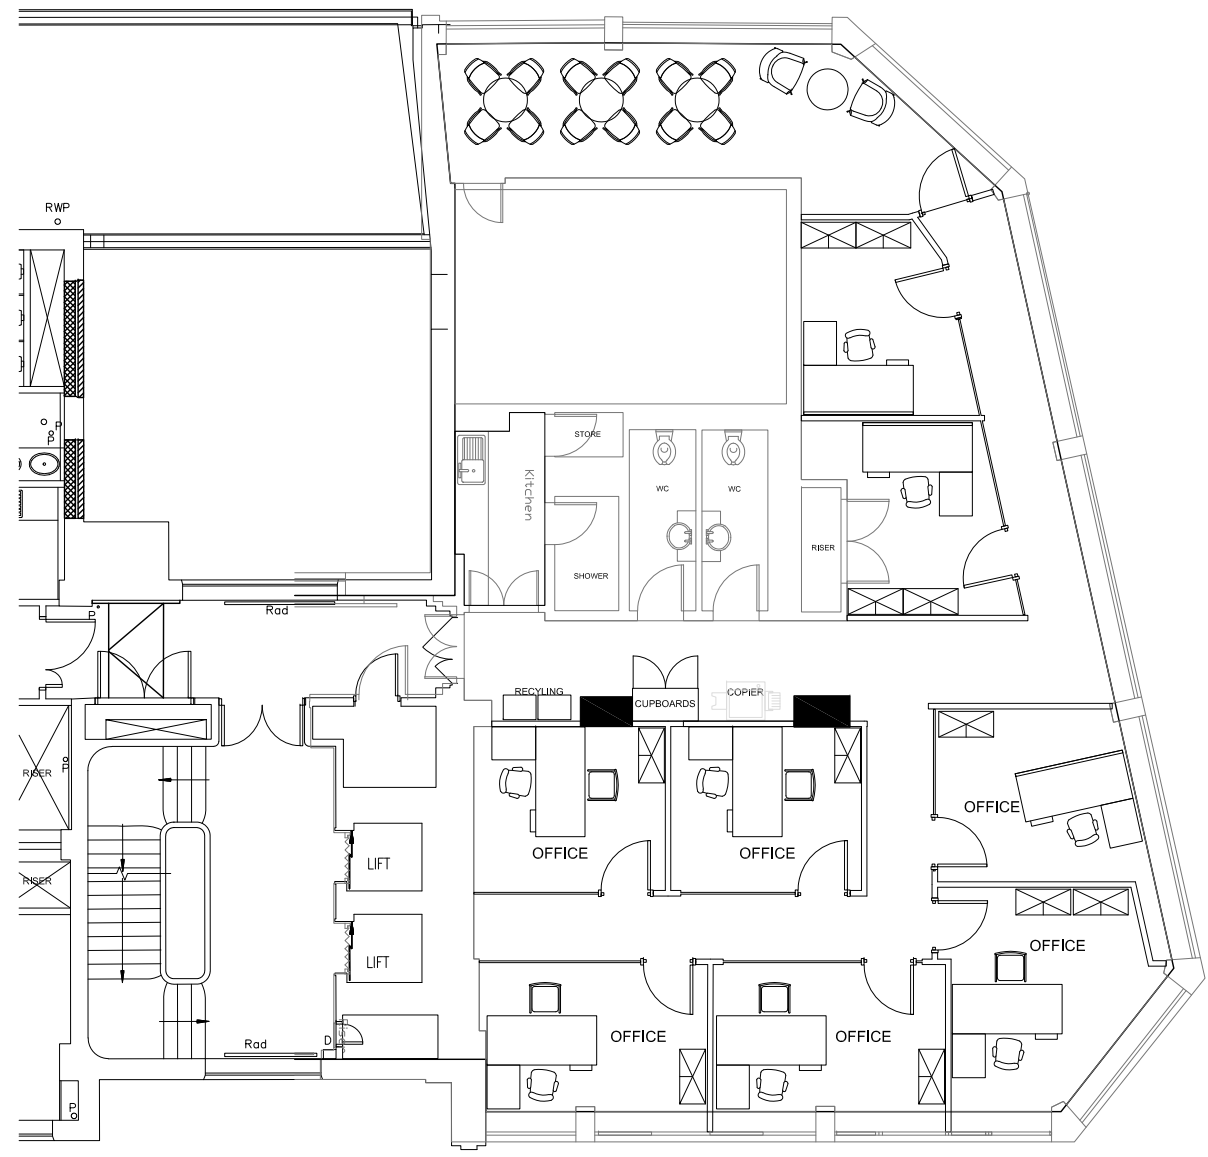 RWP
P
P
STORE
Kitchen
WC
WC
RISER
SHOWER
P
Rad
RECYLING
CUPBOARDS
COPIER
RISER
P
OFFICE
OFFICE
OFFICE
LIFT
RISER
OFFICE
LIFT
OFFICE
OFFICE
Rad
D
P